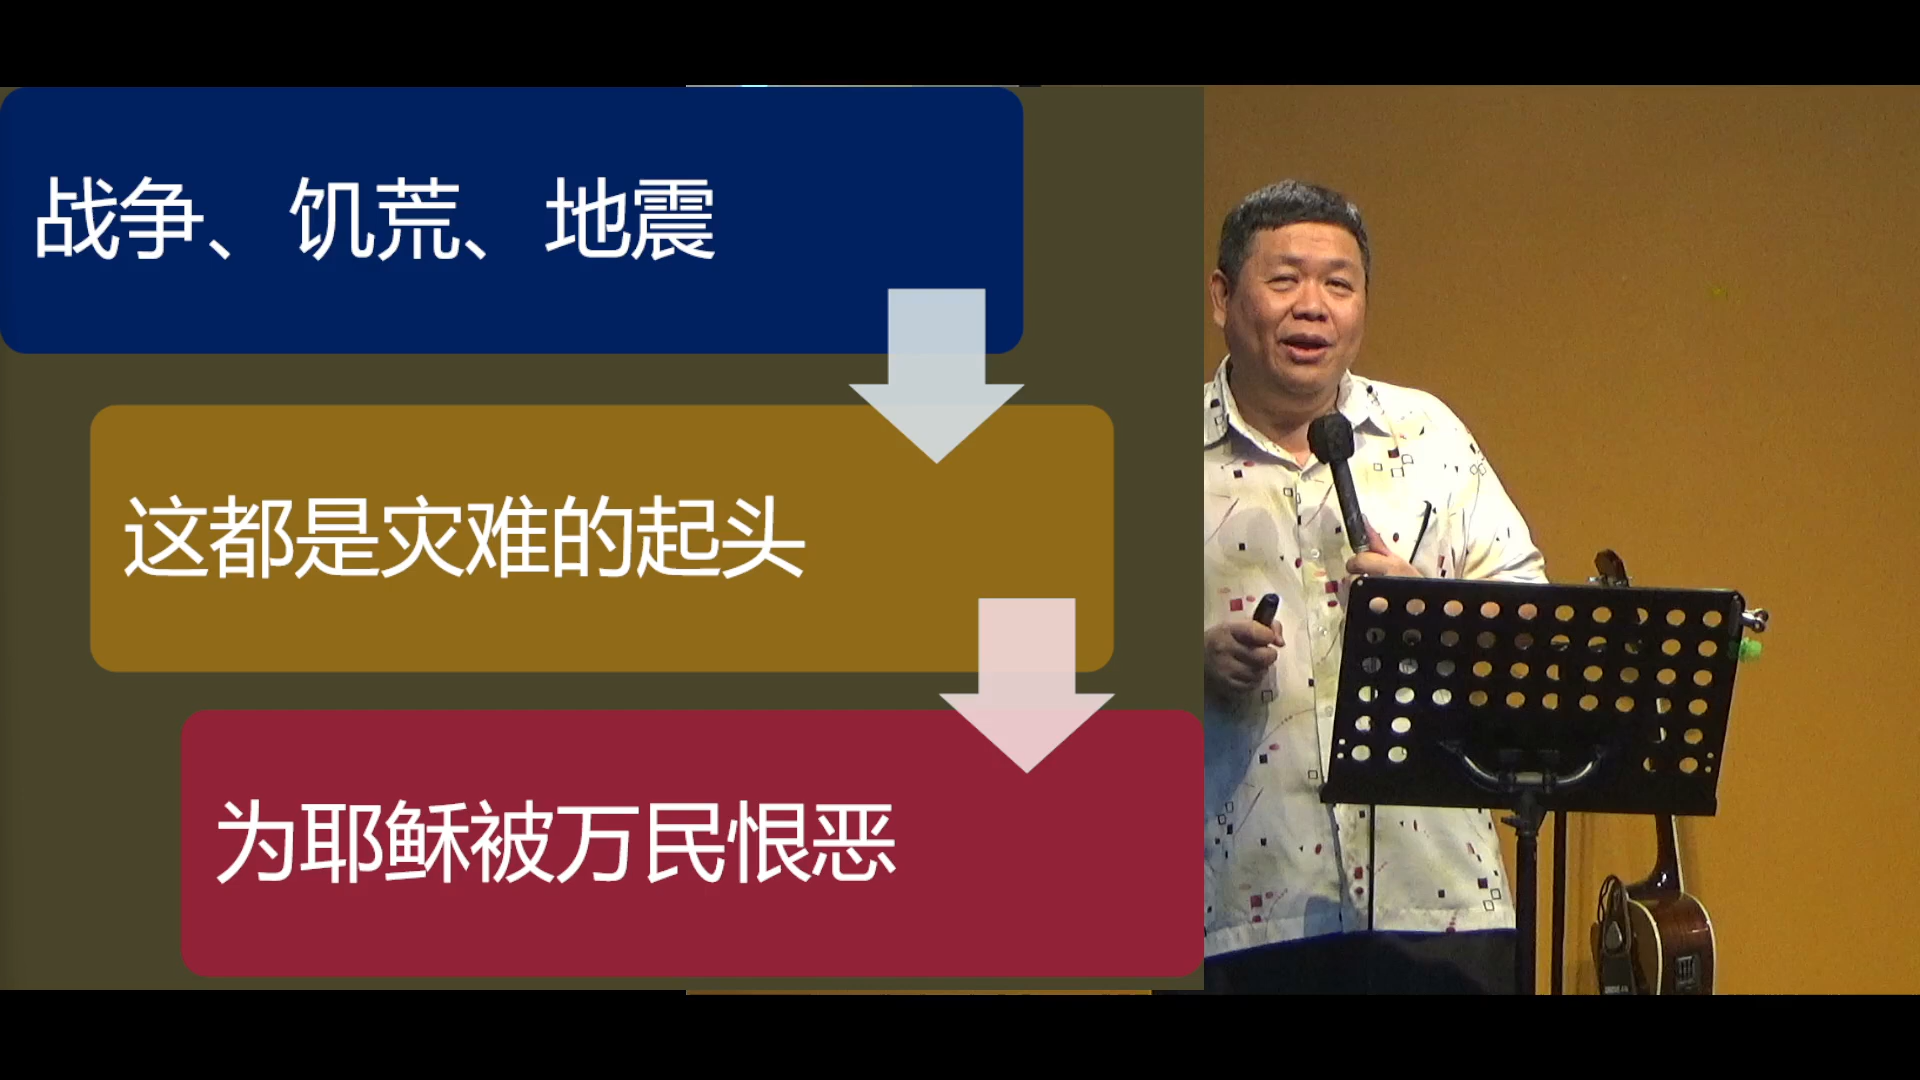 战争、饥荒、地震
这都是灾难的起头
为耶稣被万民恨恶